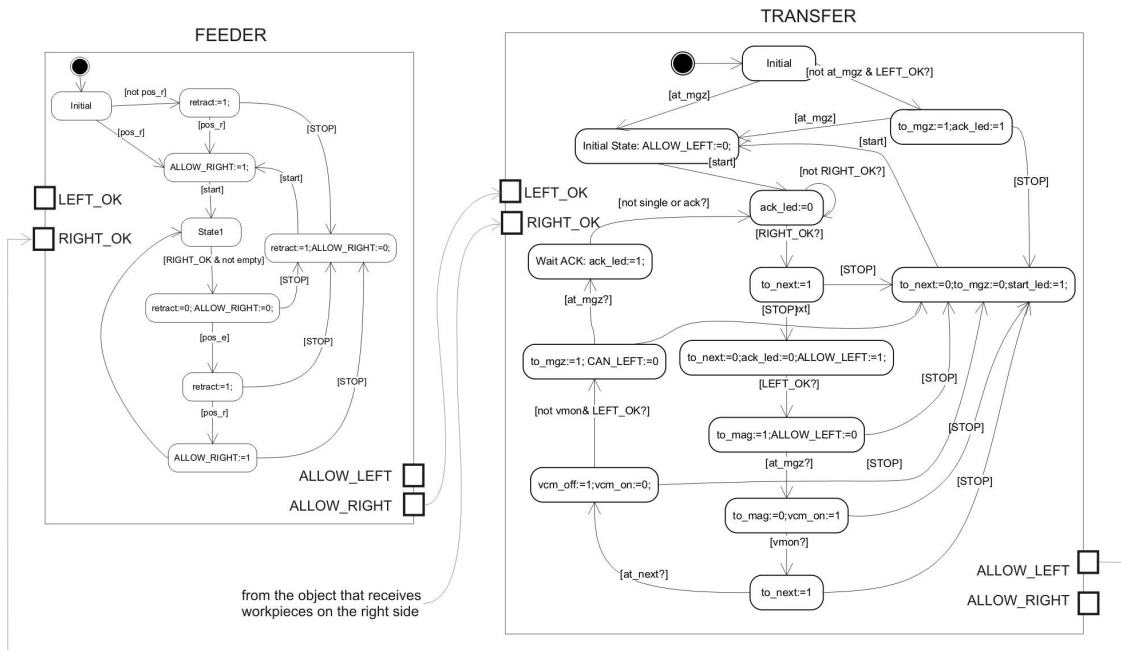 FEEDER
Initial
[not pos_r]
retract:=1;
[pos_r]
[pos_r]
[STOP]
ALLOW_RIGHT:=1;
[start]
[start]
LEFT_OK
RIGHT_OK
State1
retract:=1;ALLOW_RIGHT:=0;
[RIGHT_OK & not empty]
[STOP]
retract:=0; ALLOW_RIGHT:=0;
[pos_e]
[STOP]
retract:=1;
[STOP]
[pos_r]
ALLOW_RIGHT:=1
ALLOW_LEFT
ALLOW_RIGHT
from the object that receives
workpieces on the right side
TRANSFER
Initial
[not at_mgz & LEFT_OK?]
[at_mgz]
[at_mgz]
to_mgz:=1;ack_led:=1
Initial State: ALLOW_LEFT:=0;
[start]
[start]
[STOP]
[not RIGHT_OK?]
LEFT_OK
RIGHT_OK
[not single or ack?]
ack_led:=0
[RIGHT_OK?]
Wait ACK: ack_led:=1;
[STOP]
to_next:=1
to_next:=0;to_mgz:=0;start_led:=1;
[at_mgz?]
[STOP]
to_mgz:=1; CAN_LEFT:=0
to_next:=0;ack_led:=0;ALLOW_LEFT:=1;
[STOP]
[LEFT_OK?]
[not vmon& LEFT_OK?]
to_mag:=1;ALLOW_LEFT:=0
[STOP]
[at_mgz?]
[STOP]
[STOP]
vcm_off:=1;vcm_on:=0;
to_mag:=0;vcm_on:=1
[vmon?]
[at_next?]
to_next:=1
ALLOW_LEFT
ALLOW_RIGHT